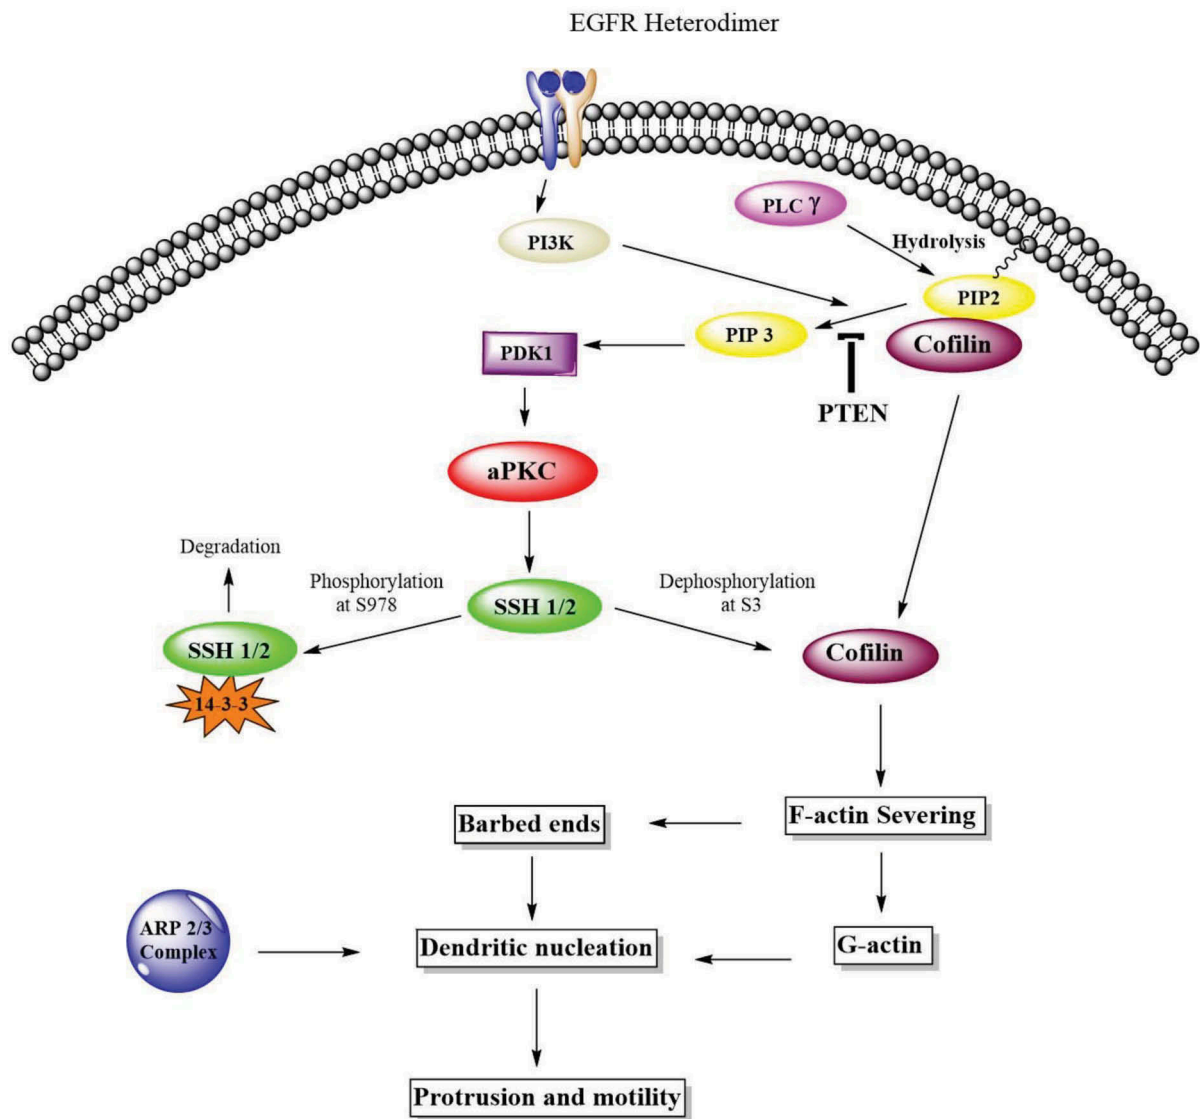 EGFR Heterodimer
PLC γ
PI3K
Hydrolysis
PIP2
PIP 3
Cofilin
PDK1
PTEN
aPKC
Degradation
Phosphorylation
at S978
Dephosphorylation
at S3
SSH 1/2
SSH 1/2
Cofilin
14-3-3
F-actin Severing
Barbed ends
ARP 2/3
Complex
Dendritic nucleation
G-actin
Protrusion and motility